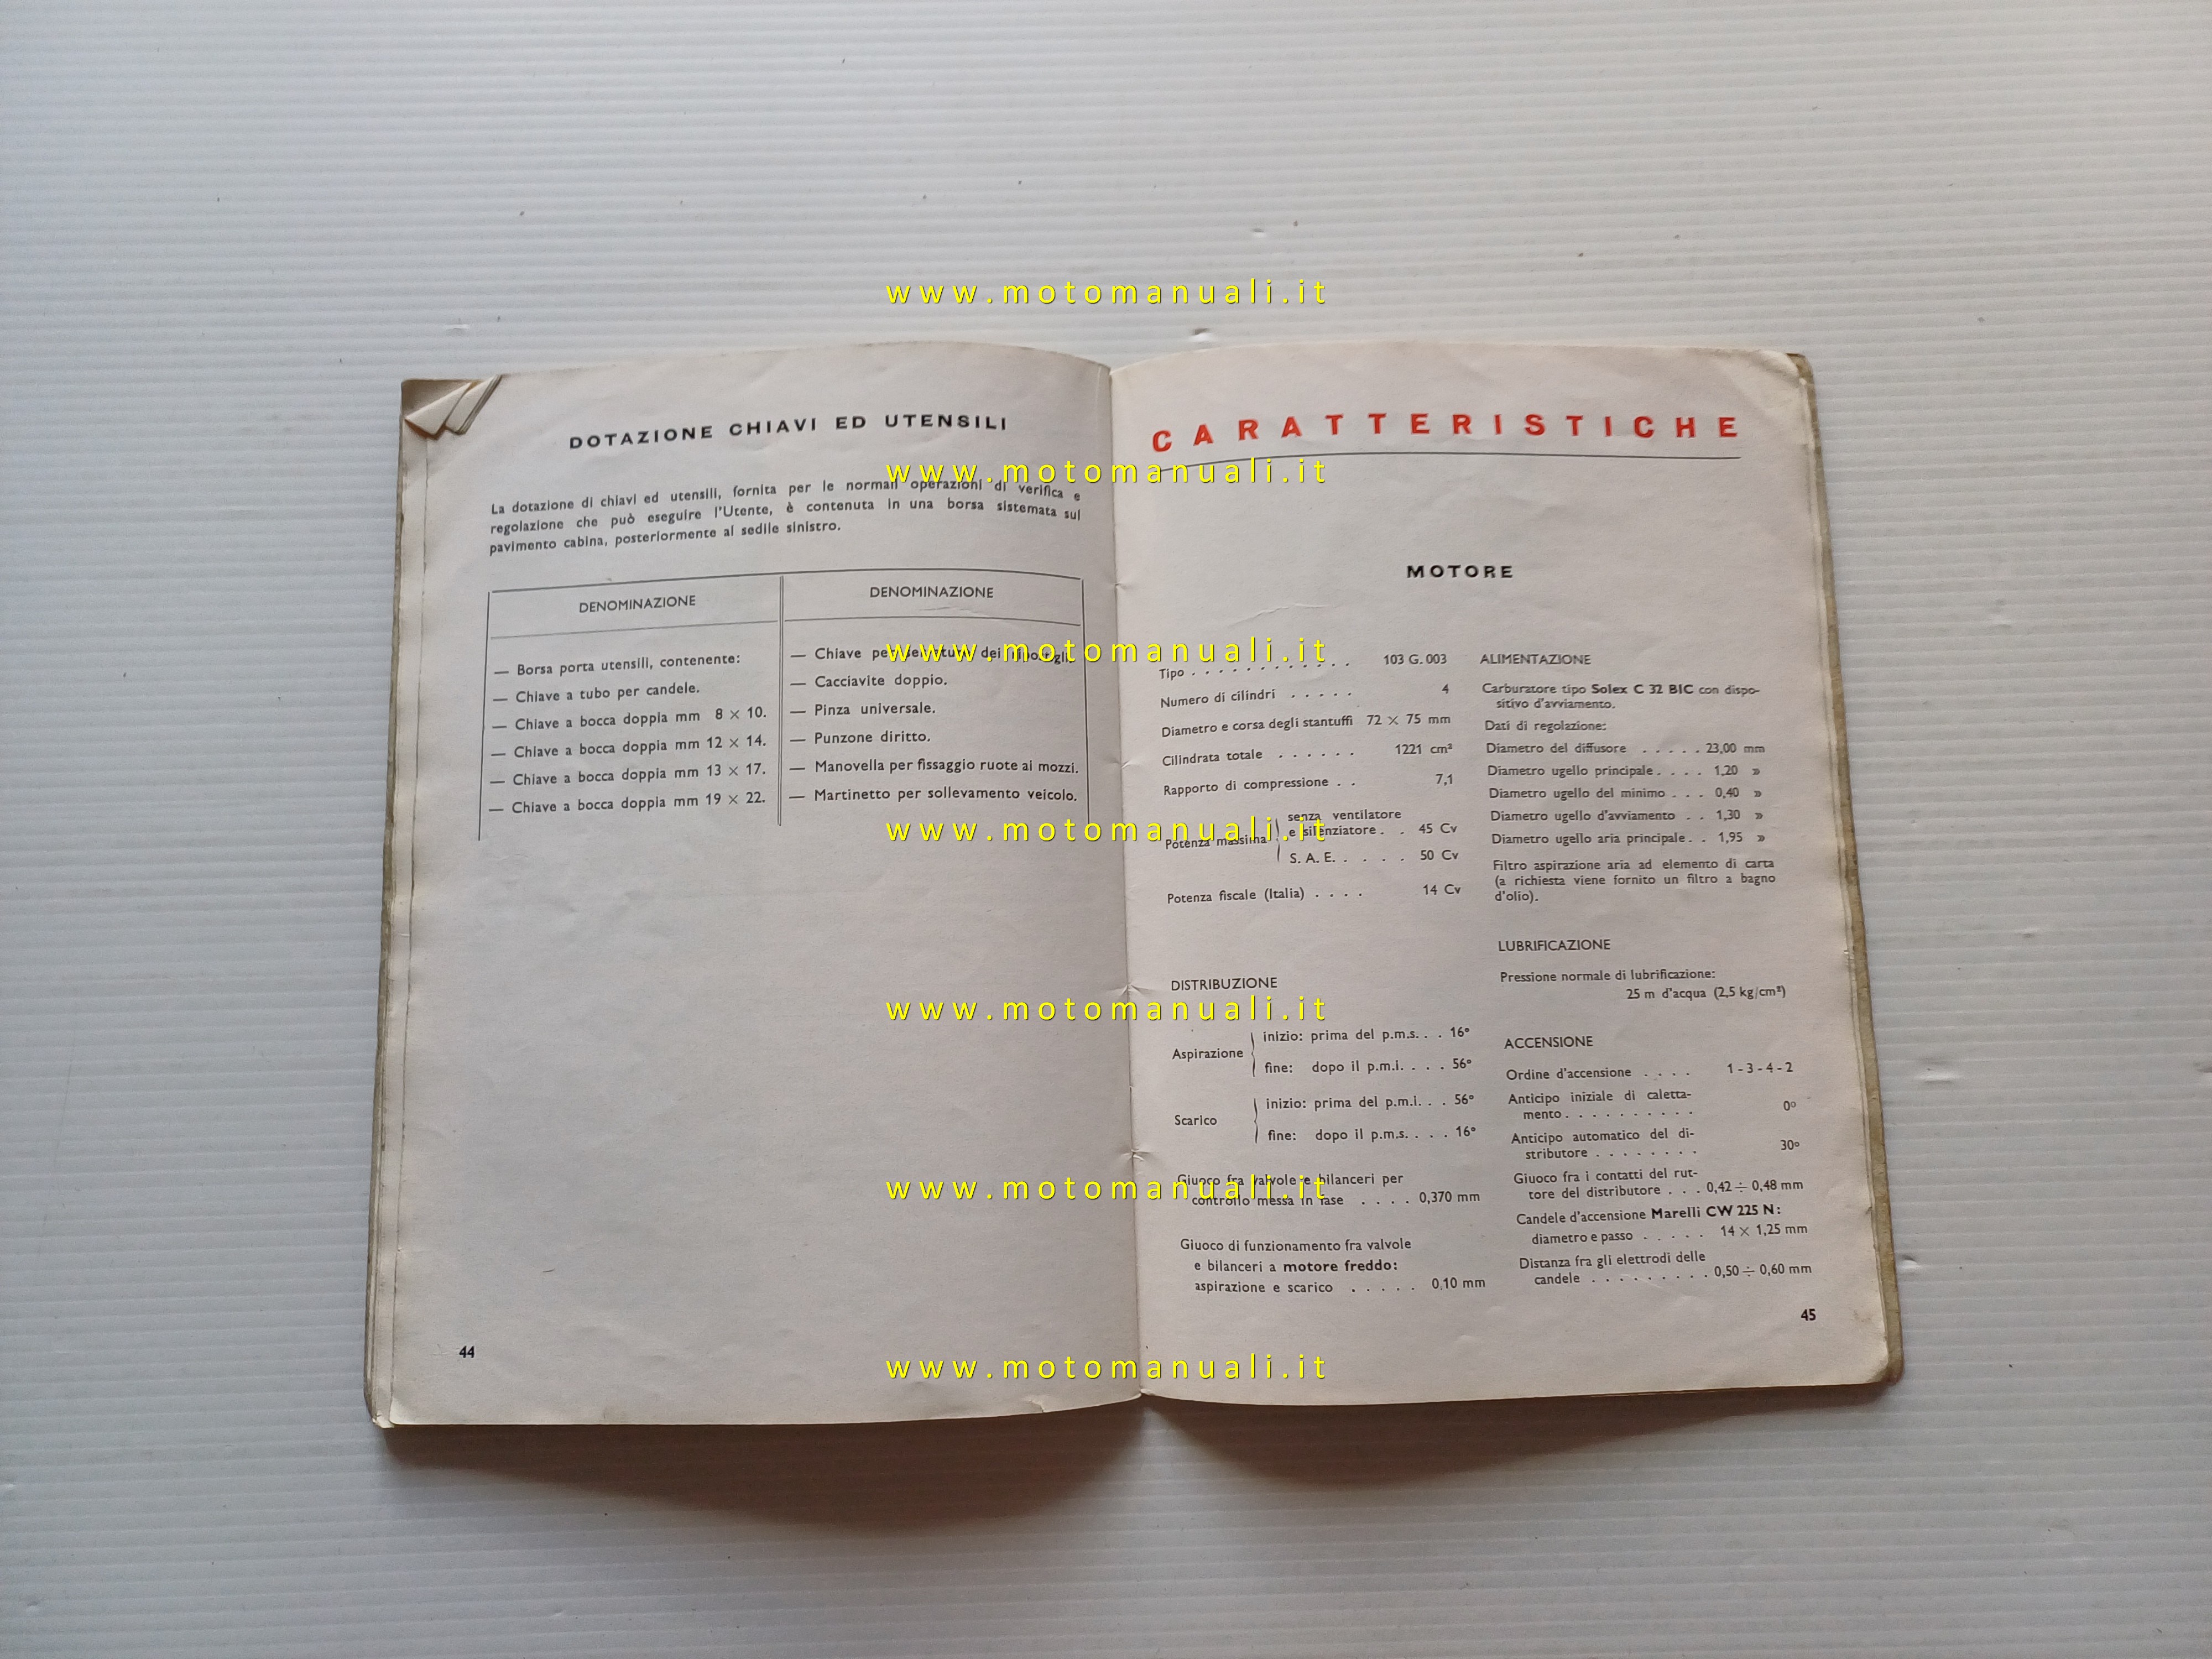 www.motomanuali.it
DOTAZIONE CHIAVI ED UTENSILI
www.motomanuali.it
La dotazione di chiavi ed utensili, fornita per le normali operazioni di verifica e
regolazione che può eseguire l'Utente, è contenuta in una borsa sistemata sul
pavimento cabina, posteriormente al sedile sinistro.
DENOMINAZIONE
— Borsa porta utensili, contenente:
— Chiave a tubo per candele.
— Chiave a bocca doppia mm 8 × 10.
— Chiave a bocca doppia mm 12 × 14.
— Chiave a bocca doppia mm 13 × 17.
— Chiave a bocca doppia mm 19 × 22.
DENOMINAZIONE
www.motomanuali.it
— Chiave per dei
— Cacciavite doppio.
— Pinza universale.
— Punzone diritto.
— Manovella per fissaggio ruote ai mozzi.
— Martinetto per sollevamento veicolo.
www.motomanuali.it
www.motomanuali.it
www.motomanuali.it
www.motomanuali.it
44
CARATTERISTICHE
MOTORE
Tipo . . . . . . . . . . . 103 G. 003
Numero di cilindri . . . . . 4
Diametro e corsa degli stantuffi 72 × 75 mm
Cilindrata totale . . . . . . 1221 cm³
Rapporto di compressione . . 7,1
Potenza massima
senza ventilatore
e silenziatore . . 45 Cv
S. A. E. . . . . 50 Cv
Potenza fiscale (Italia) . . . . 14 Cv
DISTRIBUZIONE
Aspirazione
inizio: prima del p.m.s. . . 16°
fine: dopo il p.m.i. . . . 56°
Scarico
inizio: prima del p.m.i. . . 56°
fine: dopo il p.m.s. . . . 16°
Giuoco fra valvole e bilanceri per
controllo messa in fase . . . . 0,370 mm
Giuoco di funzionamento fra valvole
e bilanceri a motore freddo:
aspirazione e scarico . . . . . 0,10 mm
ALIMENTAZIONE
Carburatore tipo Solex C 32 BIC con dispo-
sitivo d'avviamento.
Dati di regolazione:
Diametro del diffusore . . . . . 23,00 mm
Diametro ugello principale . . . . 1,20 »
Diametro ugello del minimo . . . 0,40 »
Diametro ugello d'avviamento . . 1,30 »
Diametro ugello aria principale . . 1,95 »
Filtro aspirazione aria ad elemento di carta
(a richiesta viene fornito un filtro a bagno
d'olio).
LUBRIFICAZIONE
Pressione normale di lubrificazione:
25 m d'acqua (2,5 kg/cm²)
ACCENSIONE
Ordine d'accensione . . . . 1 - 3 - 4 - 2
Anticipo iniziale di caletta-
mento . . . . . . . . . . 0°
Anticipo automatico del di-
stributore . . . . . . . . 30°
Giuoco fra i contatti del rut-
tore del distributore . . . 0,42 ÷ 0,48 mm
Candele d'accensione Marelli CW 225 N:
diametro e passo . . . . . 14 × 1,25 mm
Distanza fra gli elettrodi delle
candele . . . . . . . . . 0,50 ÷ 0,60 mm
45